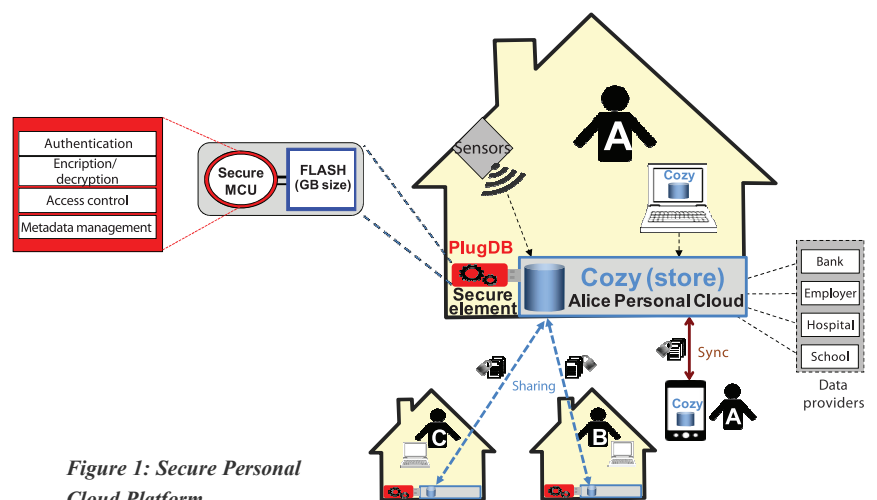 A
Sensors
Cozy
Authentication
Encription/
decryption
Access control
Metadata management
Secure
MCU
FLASH
(GB size)
PlugDB
Secure
element
Cozy (store)
Alice Personal Cloud
Bank
Employer
Hospital
School
Data
providers
Sharing
Sync
C
B
Cozy
A
Figure 1: Secure Personal
Cloud Platform